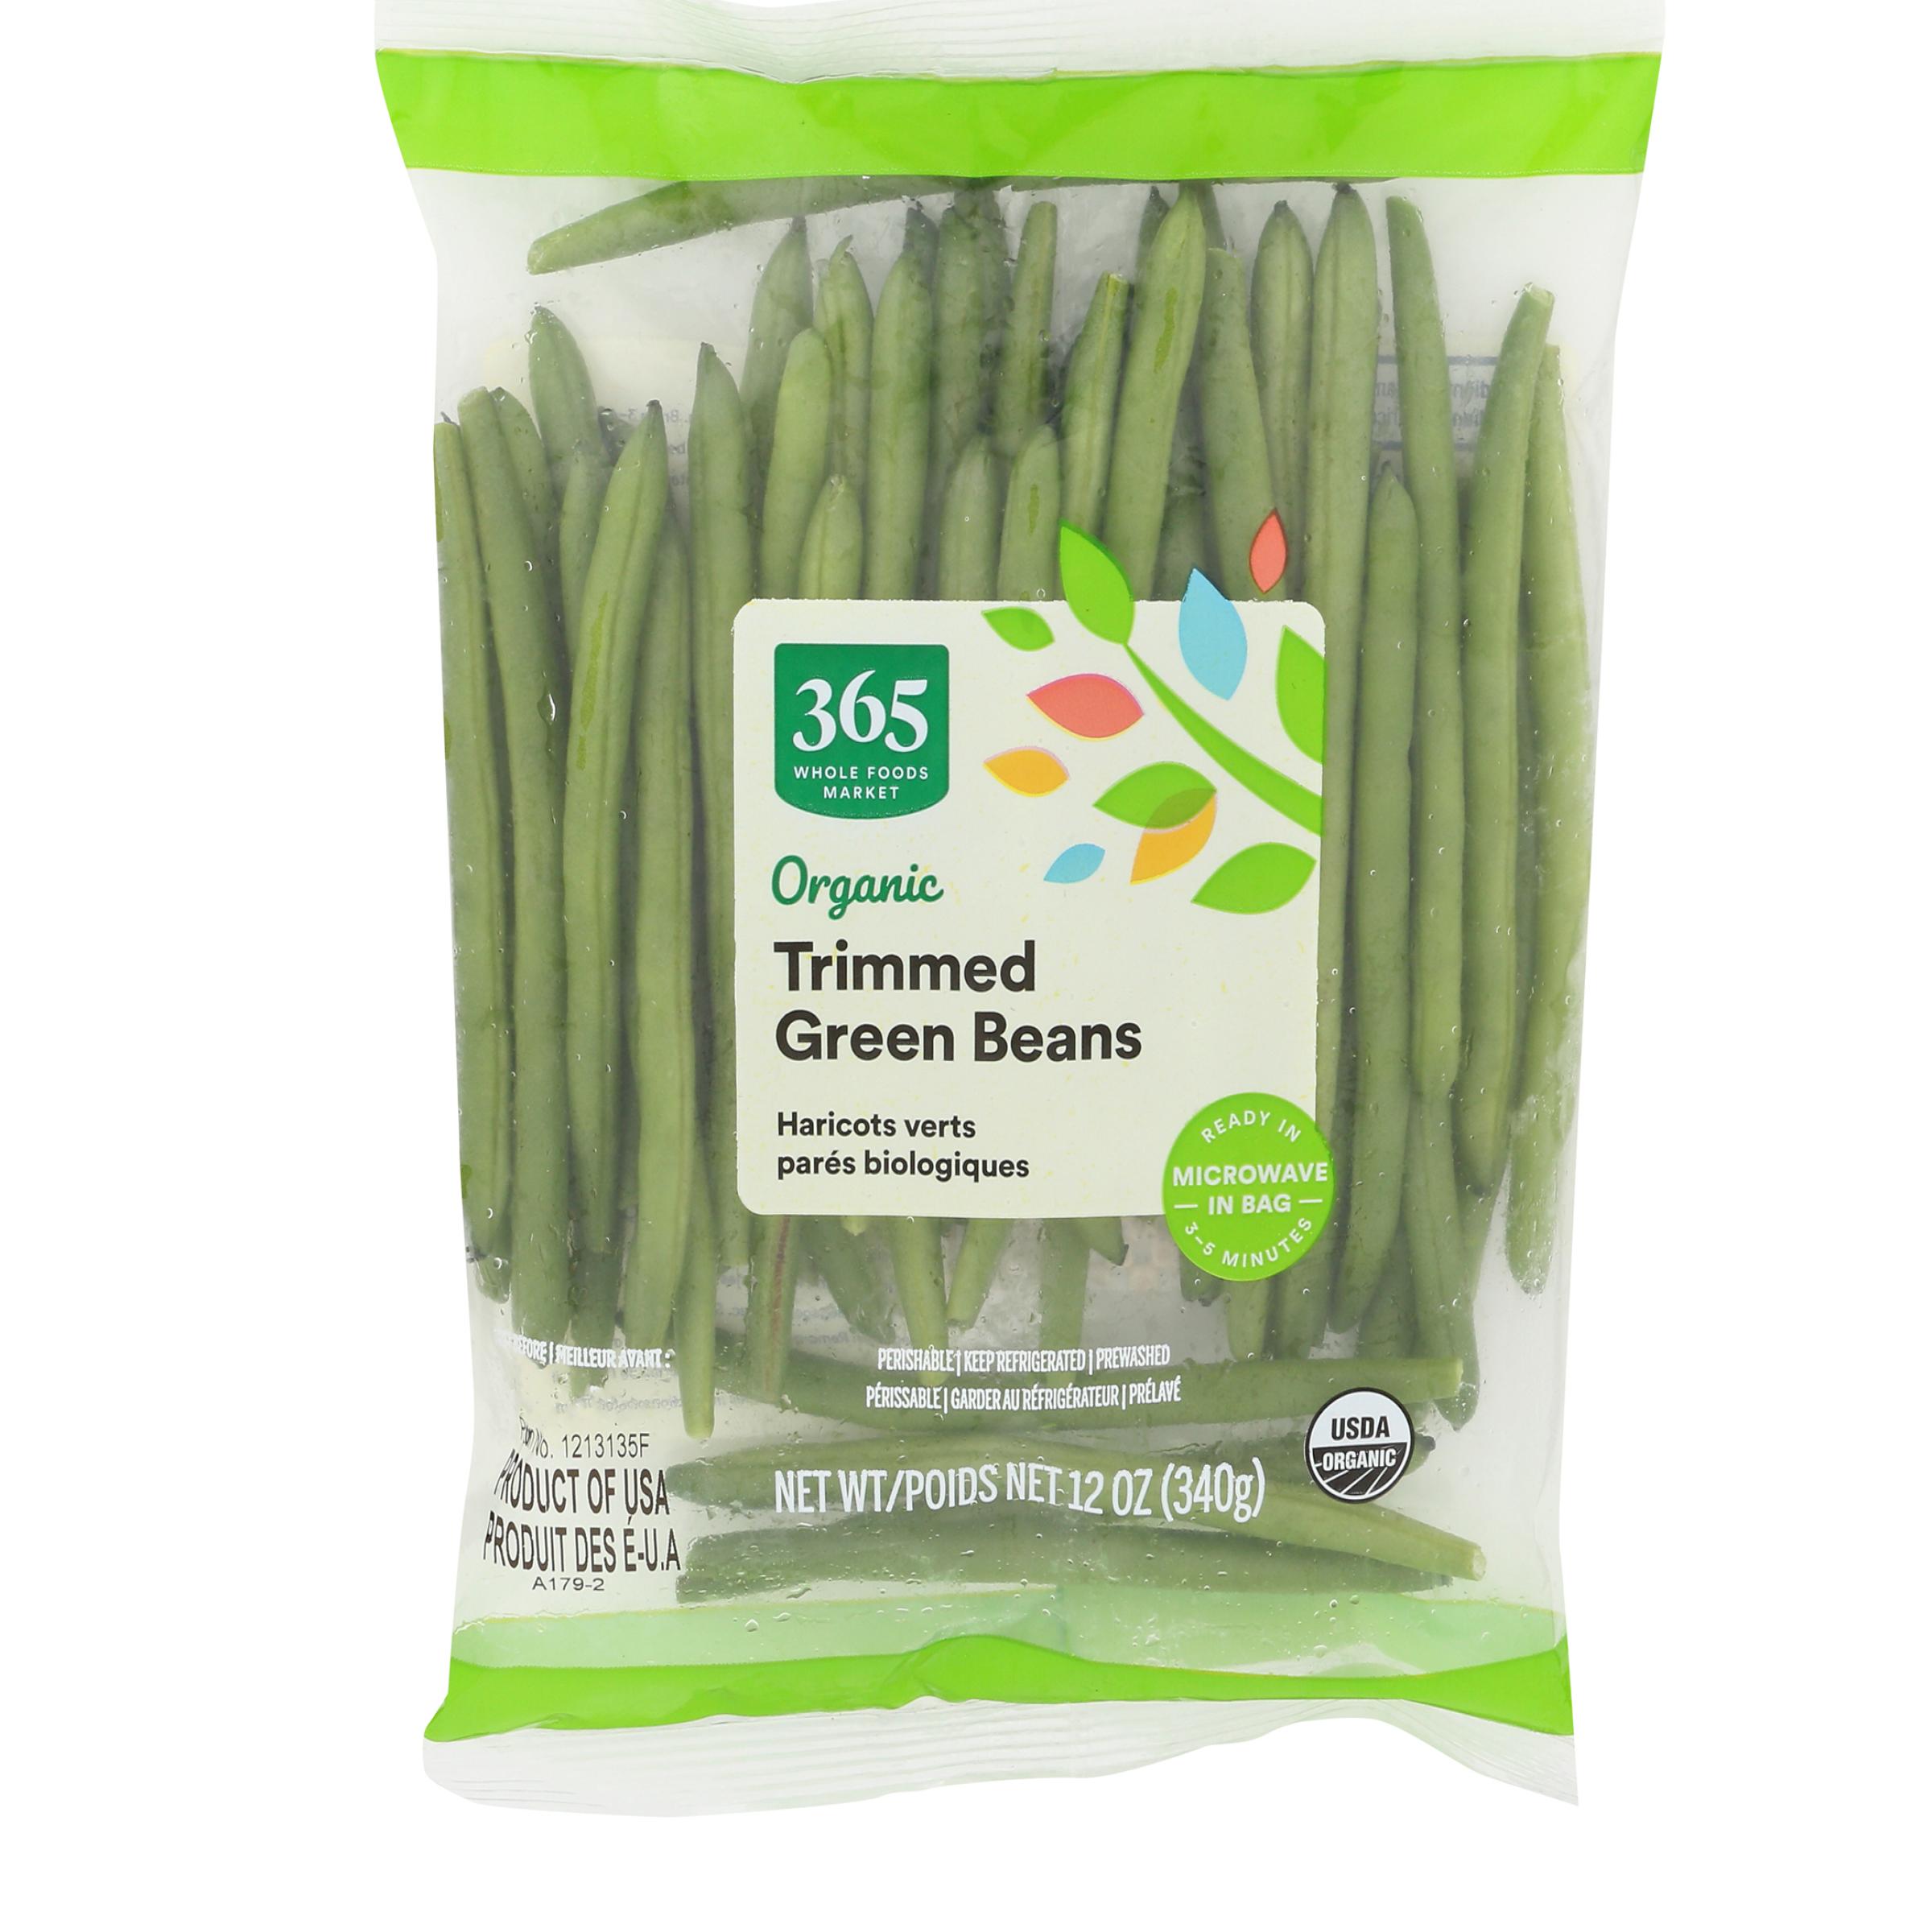 365
WHOLE FOODS
MARKET
Organic
Trimmed
Green Beans
Haricots verts
parés biologiques
READY IN
MICROWAVE
IN BAG
3–5 MINUTES
MEILLEUR AVANT :
PERISHABLE | KEEP REFRIGERATED | PREWASHED
PÉRISSABLE | GARDER AU RÉFRIGÉRATEUR | PRÉLAVÉ
No. 1213135F
PRODUCT OF USA
PRODUIT DES É-U.A
A179-2
NET WT/POIDS NET 12 OZ (340g)
USDA
ORGANIC